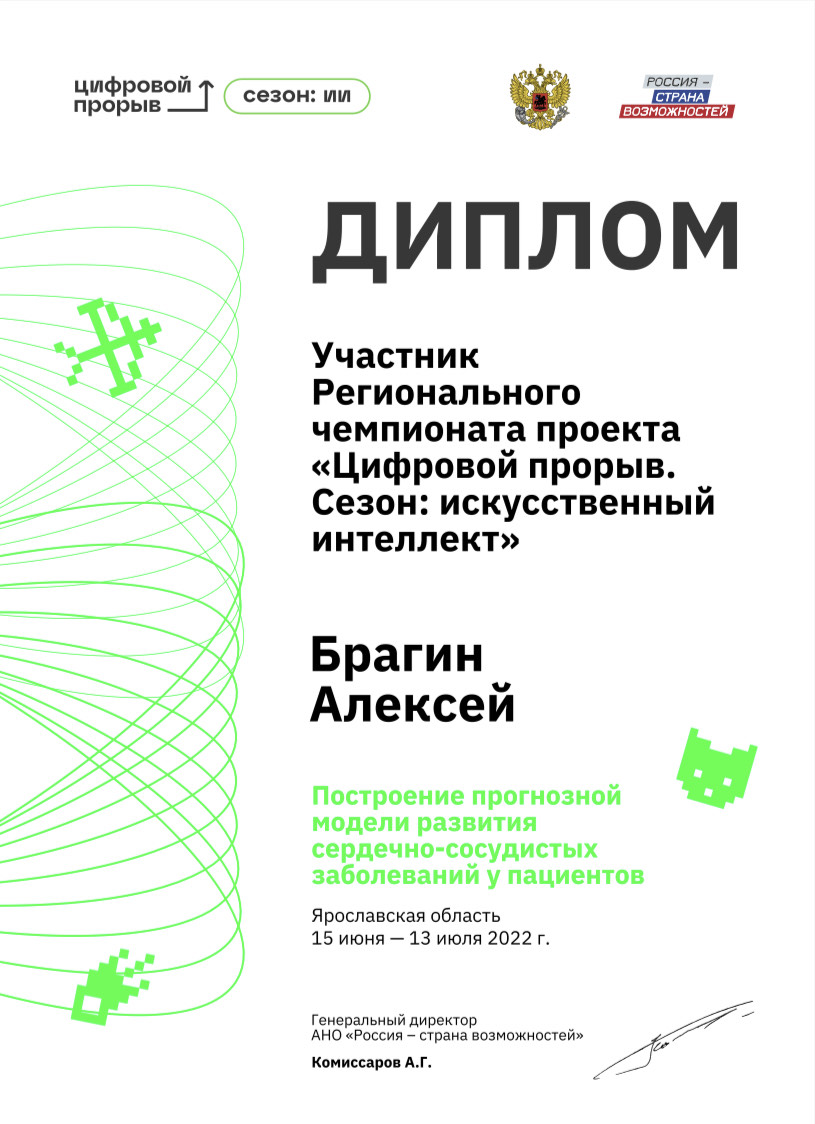 цифровой
прорыв
сезон: ии
РОССИЯ –
СТРАНА
ВОЗМОЖНОСТЕЙ
ДИПЛОМ
Участник
Регионального
чемпионата проекта
«Цифровой прорыв.
Сезон: искусственный
интеллект»
Брагин
Алексей
Построение прогнозной
модели развития
сердечно-сосудистых
заболеваний у пациентов
Ярославская область
15 июня — 13 июля 2022 г.
Генеральный директор
АНО «Россия – страна возможностей»
Комиссаров А.Г.